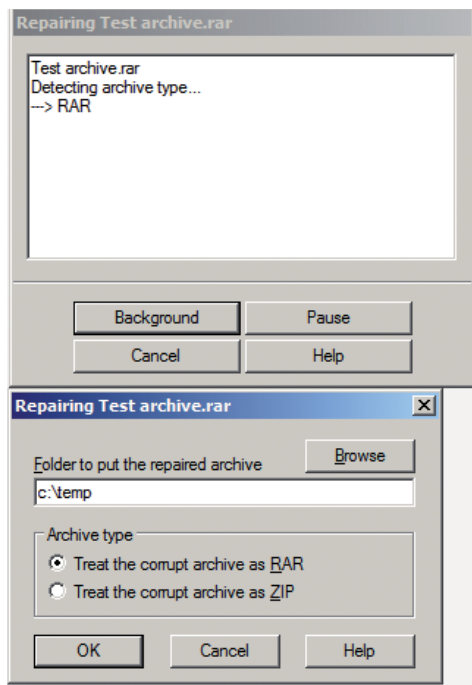 Repairing Test archive.rar
Test archive.rar
Detecting archive type...
---> RAR
Background
Pause
Cancel
Help
Repairing Test archive.rar
Browse
Folder to put the repaired archive
c:\temp
Archive type
Treat the corrupt archive as RAR
Treat the corrupt archive as ZIP
OK
Cancel
Help